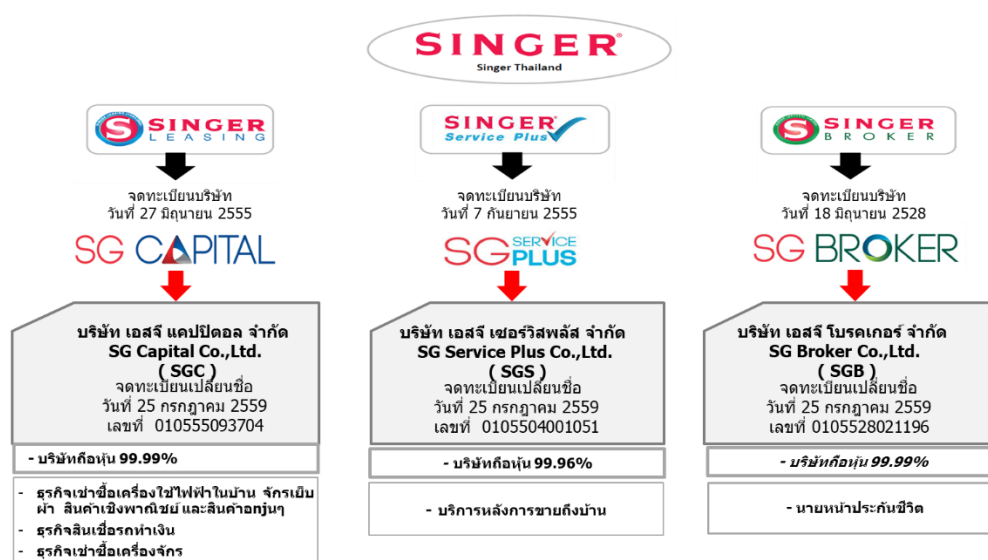 SINGER®
Singer Thailand
S SINGER
LEASING
จดทะเบียนบริษัท
วันที่ 27 มิถุนายน 2555
SG CAPITAL
บริษัท เอสจี แคปปิตอล จำกัด
SG Capital Co.,Ltd.
( SGC )
จดทะเบียนเปลี่ยนชื่อ
วันที่ 25 กรกฎาคม 2559
เลขที่ 010555093704
- บริษัทถือหุ้น 99.99%
- ธุรกิจเช่าซื้อเครื่องใช้ไฟฟ้าในบ้าน จักรเย็บ
ผ้า สินค้าเชิงพาณิชย์ และสินค้าอnjนๆ
- ธุรกิจสินเชื่อรถทำเงิน
- ธุรกิจเช่าซื้อเครื่องจักร
SINGER®
Service Plus
จดทะเบียนบริษัท
วันที่ 7 กันยายน 2555
SG SERVICE
PLUS
บริษัท เอสจี เซอร์วิสพลัส จำกัด
SG Service Plus Co.,Ltd.
( SGS )
จดทะเบียนเปลี่ยนชื่อ
วันที่ 25 กรกฎาคม 2559
เลขที่ 0105504001051
- บริษัทถือหุ้น 99.96%
- บริการหลังการขายถึงบ้าน
S SINGER
BROKER
จดทะเบียนบริษัท
วันที่ 18 มิถุนายน 2528
SG BROKER
บริษัท เอสจี โบรคเกอร์ จำกัด
SG Broker Co.,Ltd.
( SGB )
จดทะเบียนเปลี่ยนชื่อ
วันที่ 25 กรกฎาคม 2559
เลขที่ 0105528021196
- บริษัทถือหุ้น 99.99%
- นายหน้าประกันชีวิต